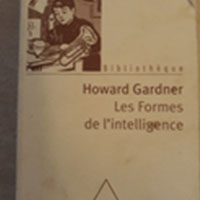 Bibliothèque
Howard Gardner
Les Formes
de l'intelligence